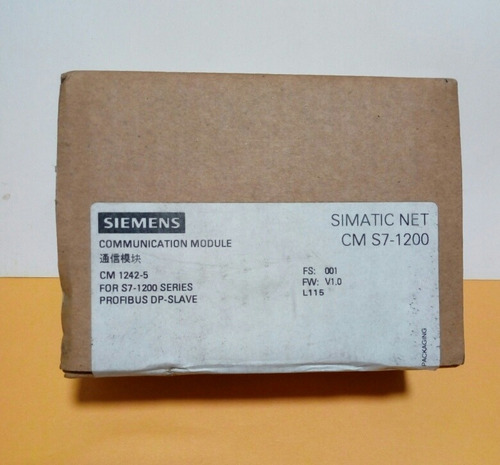 SIEMENS
COMMUNICATION MODULE
通信模块
CM 1242-5
FOR S7-1200 SERIES
PROFIBUS DP-SLAVE
SIMATIC NET
CM S7-1200
FS: 001
FW: V1.0
L115
PACKAGING